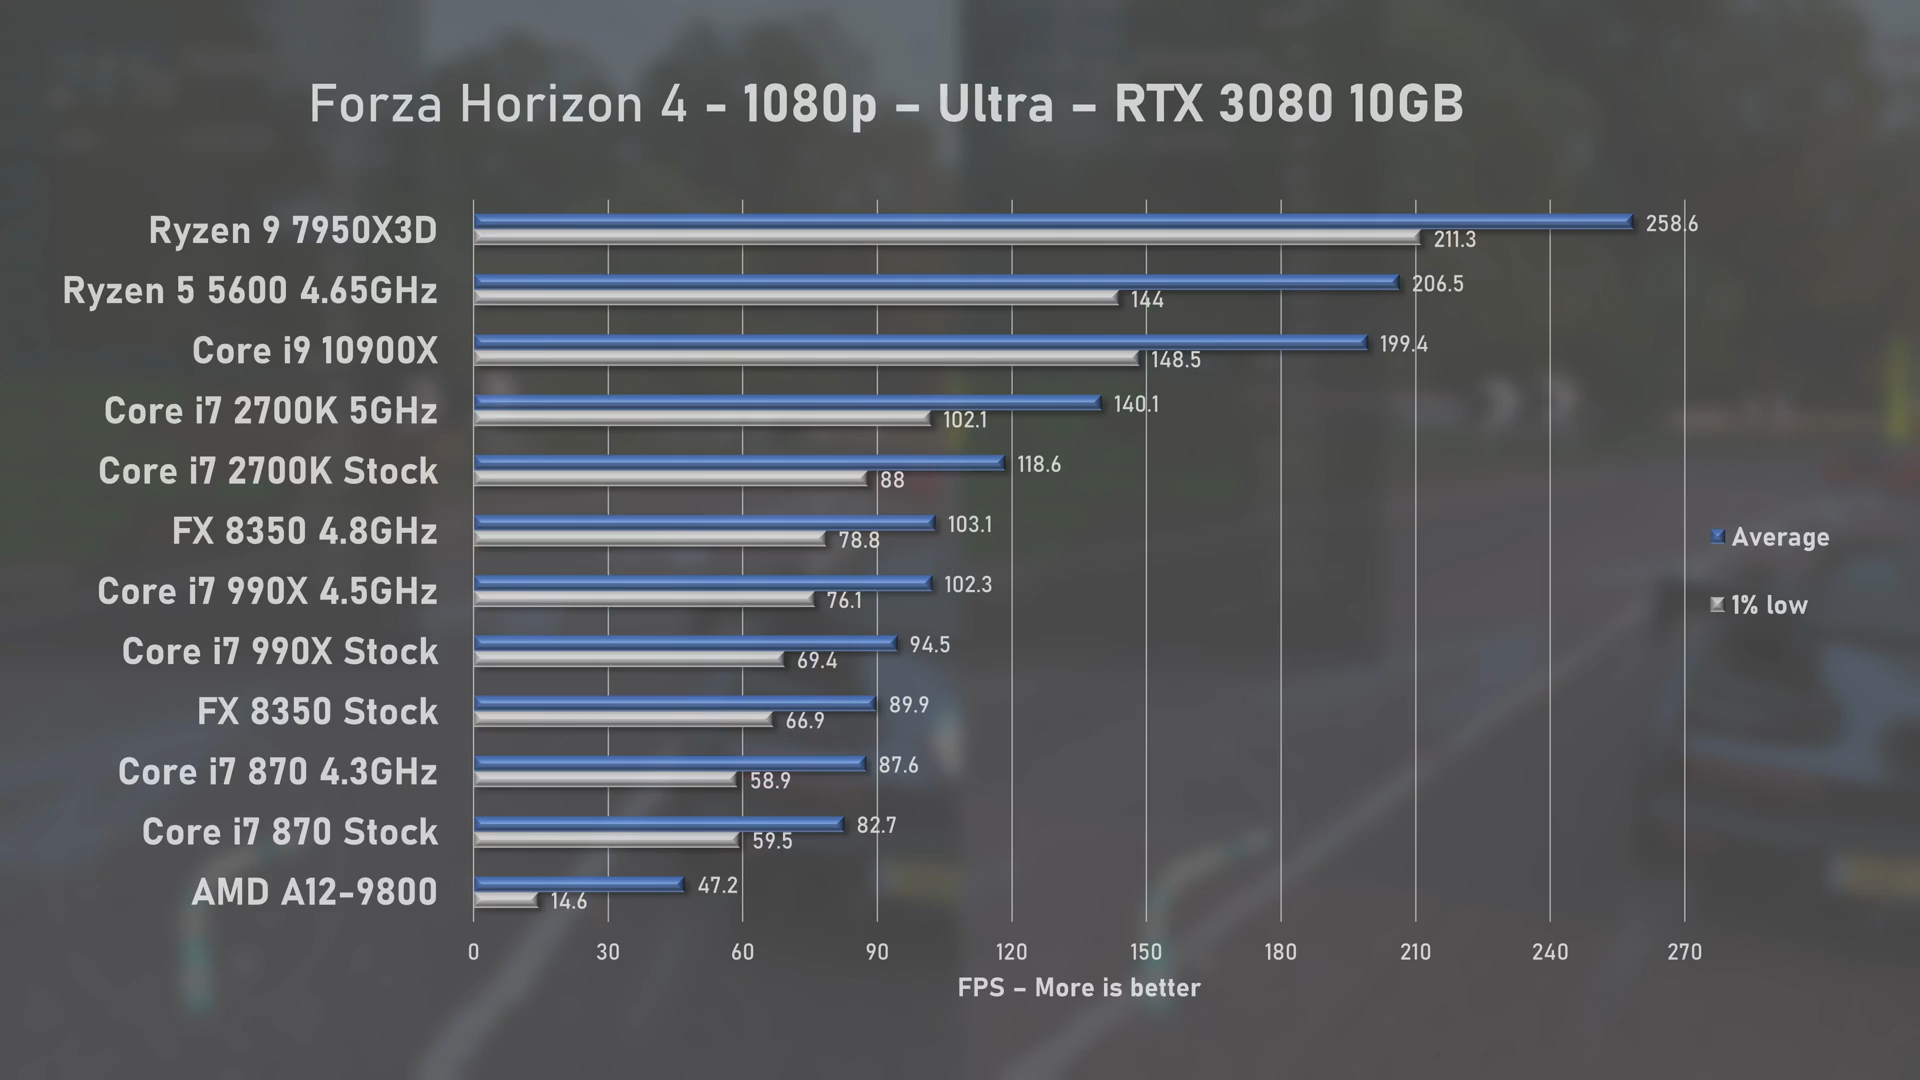 Forza Horizon 4 - 1080p – Ultra – RTX 3080 10GB
Ryzen 9 7950X3D 258.6
211.3
Ryzen 5 5600 4.65GHz 206.5
144
Core i9 10900X 199.4
148.5
Core i7 2700K 5GHz 140.1
102.1
Core i7 2700K Stock 118.6
88
FX 8350 4.8GHz 103.1
78.8
Core i7 990X 4.5GHz 102.3
76.1
Core i7 990X Stock 94.5
69.4
FX 8350 Stock 89.9
66.9
Core i7 870 4.3GHz 87.6
58.9
Core i7 870 Stock 82.7
59.5
AMD A12-9800 47.2
14.6
0 30 60 90 120 150 180 210 240 270
FPS – More is better
Average
1% low